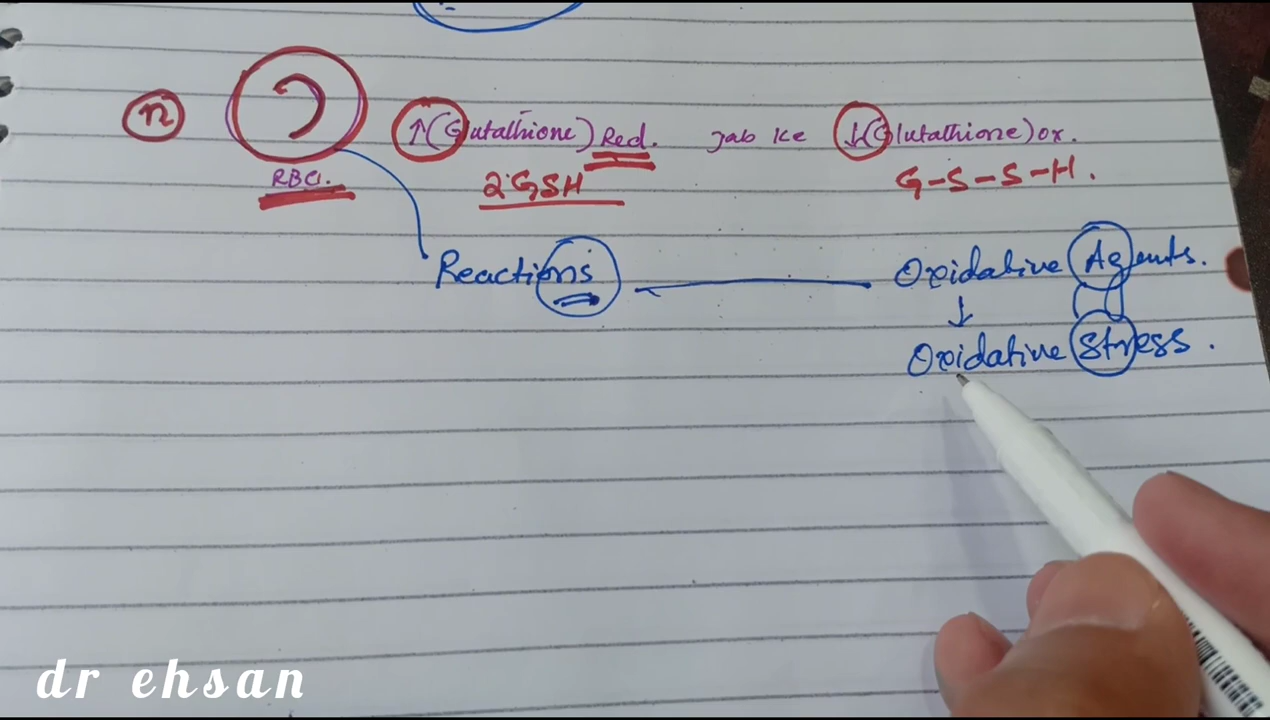 n
↑(Glutathione) Red. jab ke ↓(Glutathione) ox.
RBC. 2GSH G-S-S-H.
Reactions Oxidative Agents.
↓
Oxidative Stress.
dr ehsan